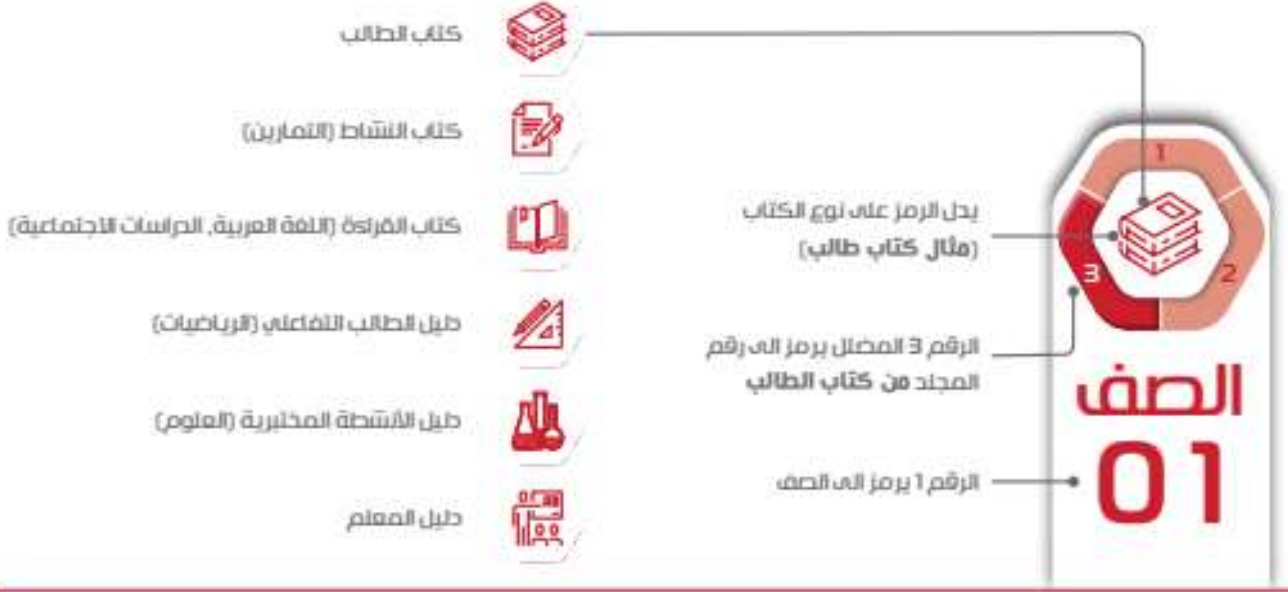 1
2
3
الصف
01
يدل الرمز على نوع الكتاب
(مثال كتاب طالب)
الرقم 3 المضلل يرمز الى رقم
المجلد من كتاب الطالب
الرقم 1 يرمز الى الصف
كتاب الطالب
كتاب النشاط (التمارين)
كتاب القراءة (اللغة العربية, الدراسات الاجتماعية)
دليل الطالب التفاعلي (الرياضيات)
دليل الأنشطة المختبرية (العلوم)
دليل المعلم